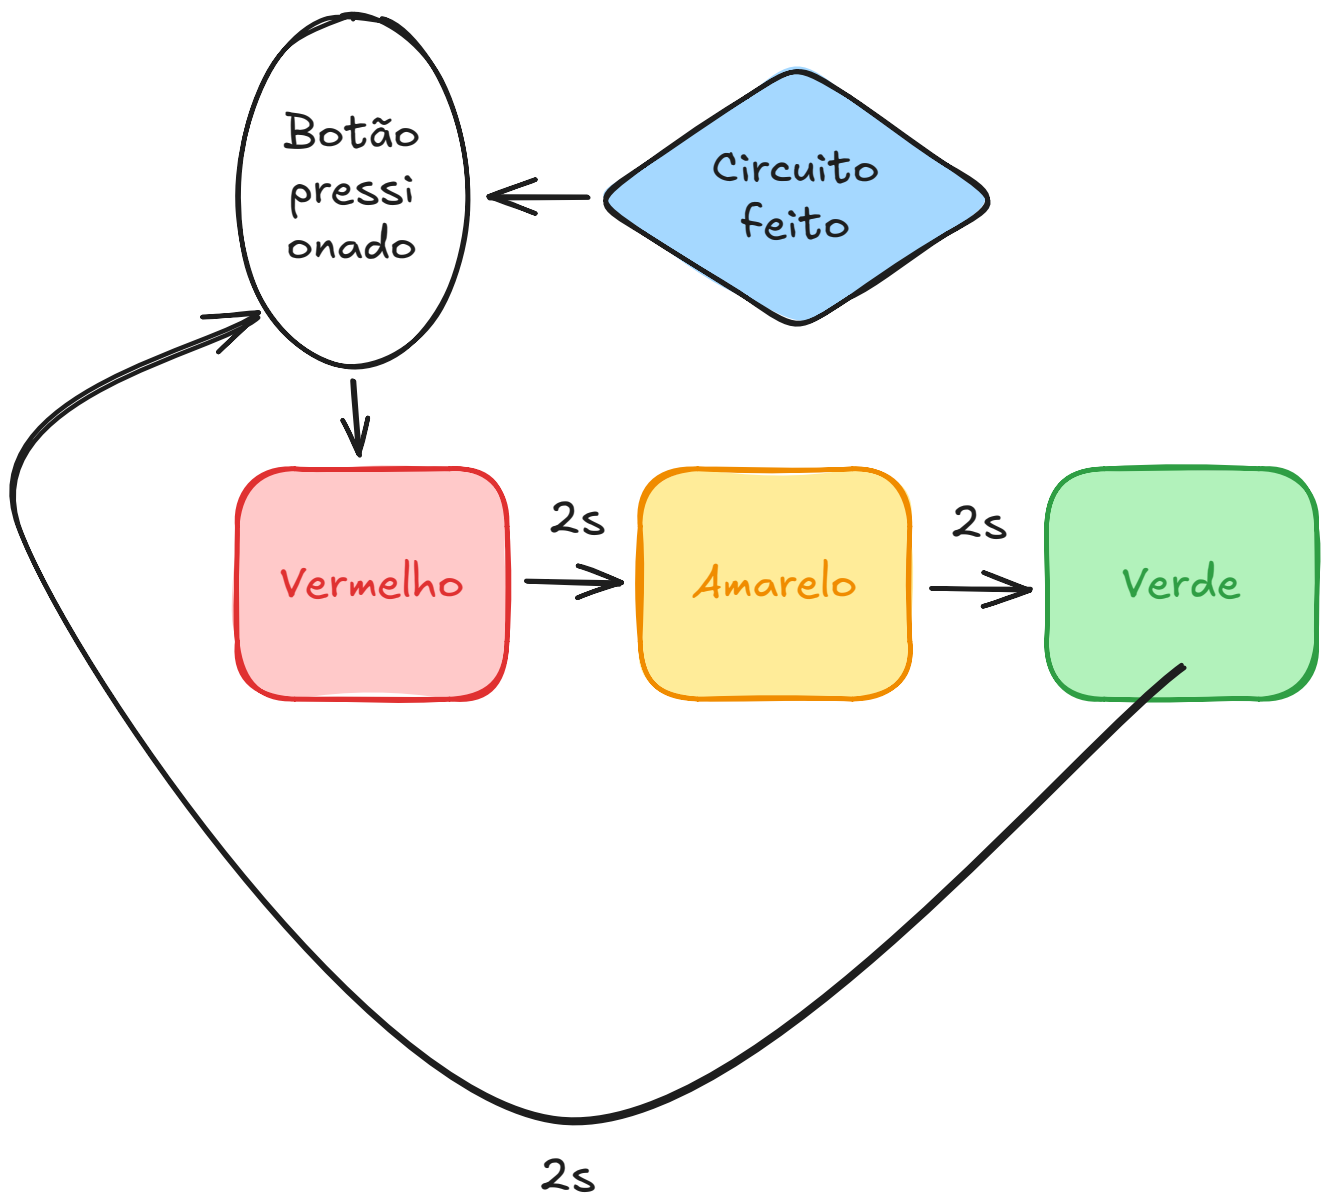 Botão
pressi
onado
Circuito
feito
2s
2s
Vermelho
Amarelo
Verde
2s